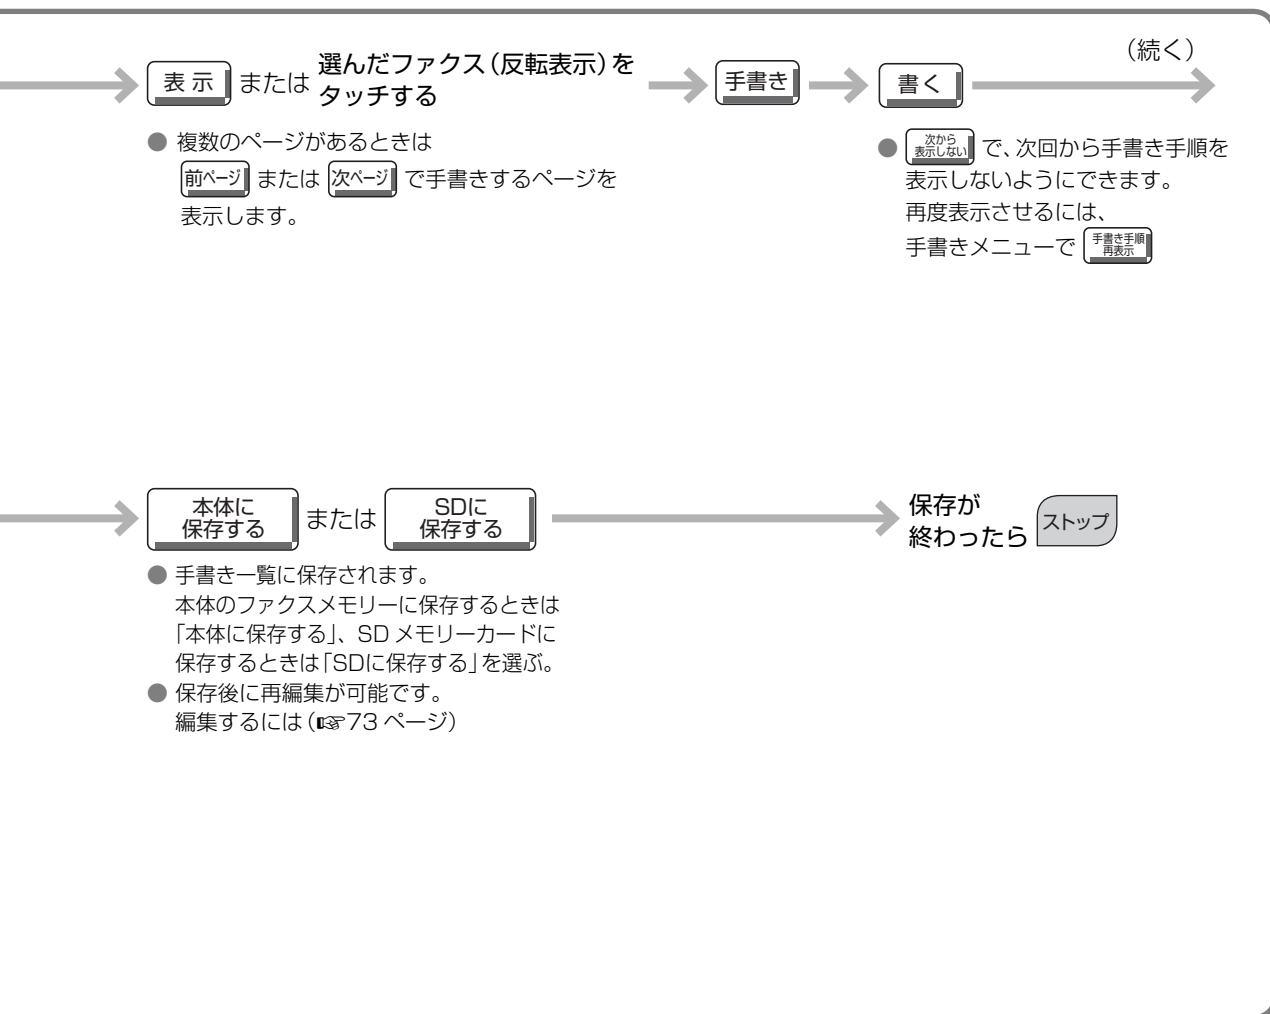 （続く）
表 示 または 選んだファクス（反転表示）を
タッチする
手書き
書く
● 複数のページがあるときは
前ページ または 次ページ で手書きするページを
表示します。
● 次から
表示しない で、次回から手書き手順を
表示しないようにできます。
再度表示させるには、
手書きメニューで 手書き手順
再表示
本体に
保存する または SDに
保存する
保存が
終わったら ストップ
● 手書き一覧に保存されます。
本体のファクスメモリーに保存するときは
「本体に保存する」、SD メモリーカードに
保存するときは「SDに保存する」を選ぶ。
● 保存後に再編集が可能です。
編集するには（☞73 ページ）